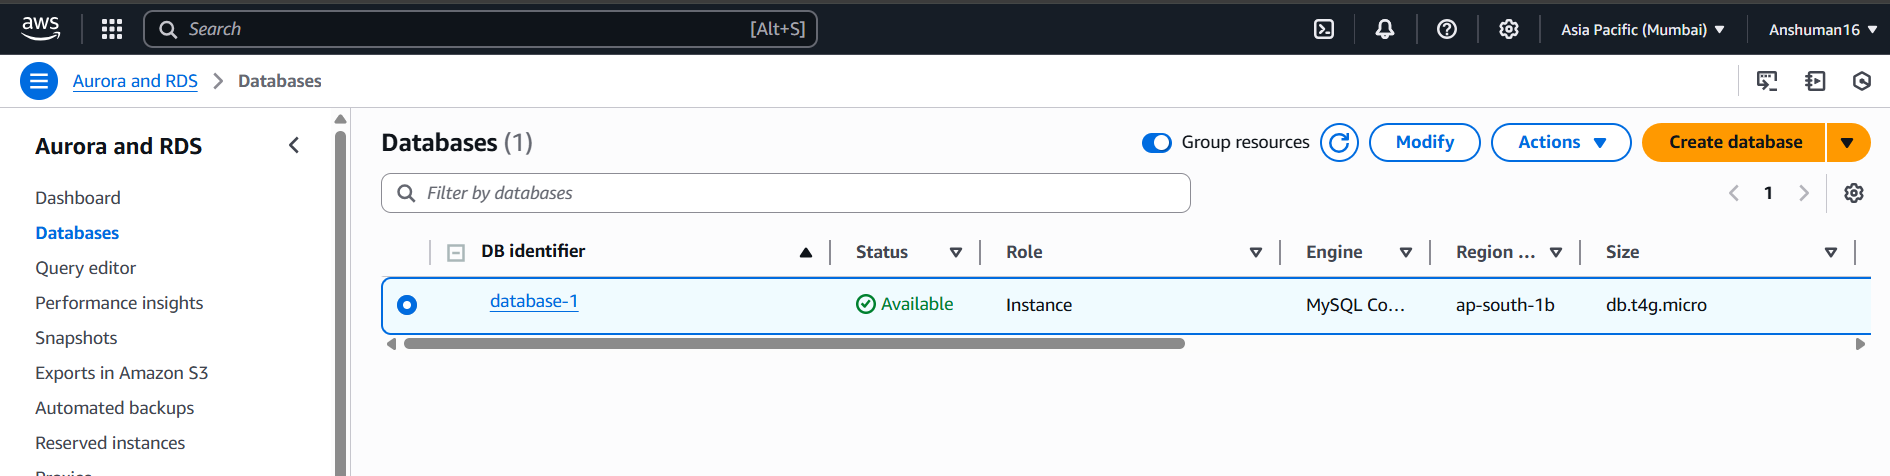 aws
Search [Alt+S]
Asia Pacific (Mumbai)
Anshuman16
Aurora and RDS
Databases
Aurora and RDS
Dashboard
Databases
Query editor
Performance insights
Snapshots
Exports in Amazon S3
Automated backups
Reserved instances
Databases (1)
Group resources
Modify
Actions
Create database
Filter by databases
1
DB identifier Status Role Engine Region ... Size
database-1 Available Instance MySQL Co... ap-south-1b db.t4g.micro